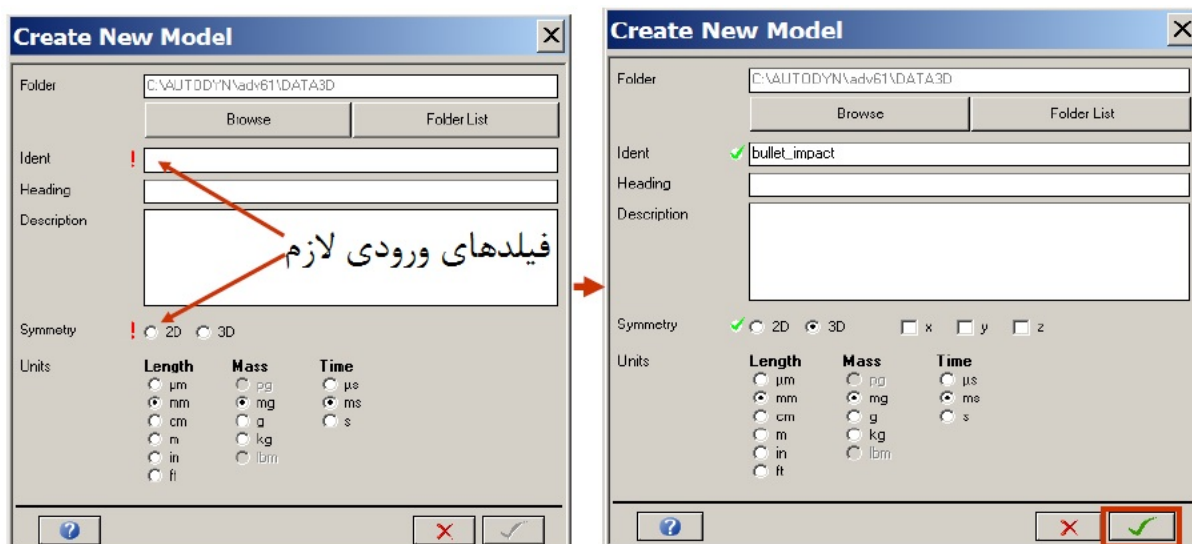 Create New Model
Folder C:\AUTODYN\adv61\DATA3D
Browse Folder List
Ident !
Heading
Description
فیلدهای ورودی لازم
Symmetry ! 2D 3D
Units Length Mass Time
µm pg µs
mm mg ms
cm g s
m kg
in lbm
ft
?
Create New Model
Folder C:\AUTODYN\adv61\DATA3D
Browse Folder List
Ident bullet_impact
Heading
Description
Symmetry 2D 3D x y z
Units Length Mass Time
µm pg µs
mm mg ms
cm g s
m kg
in lbm
ft
?